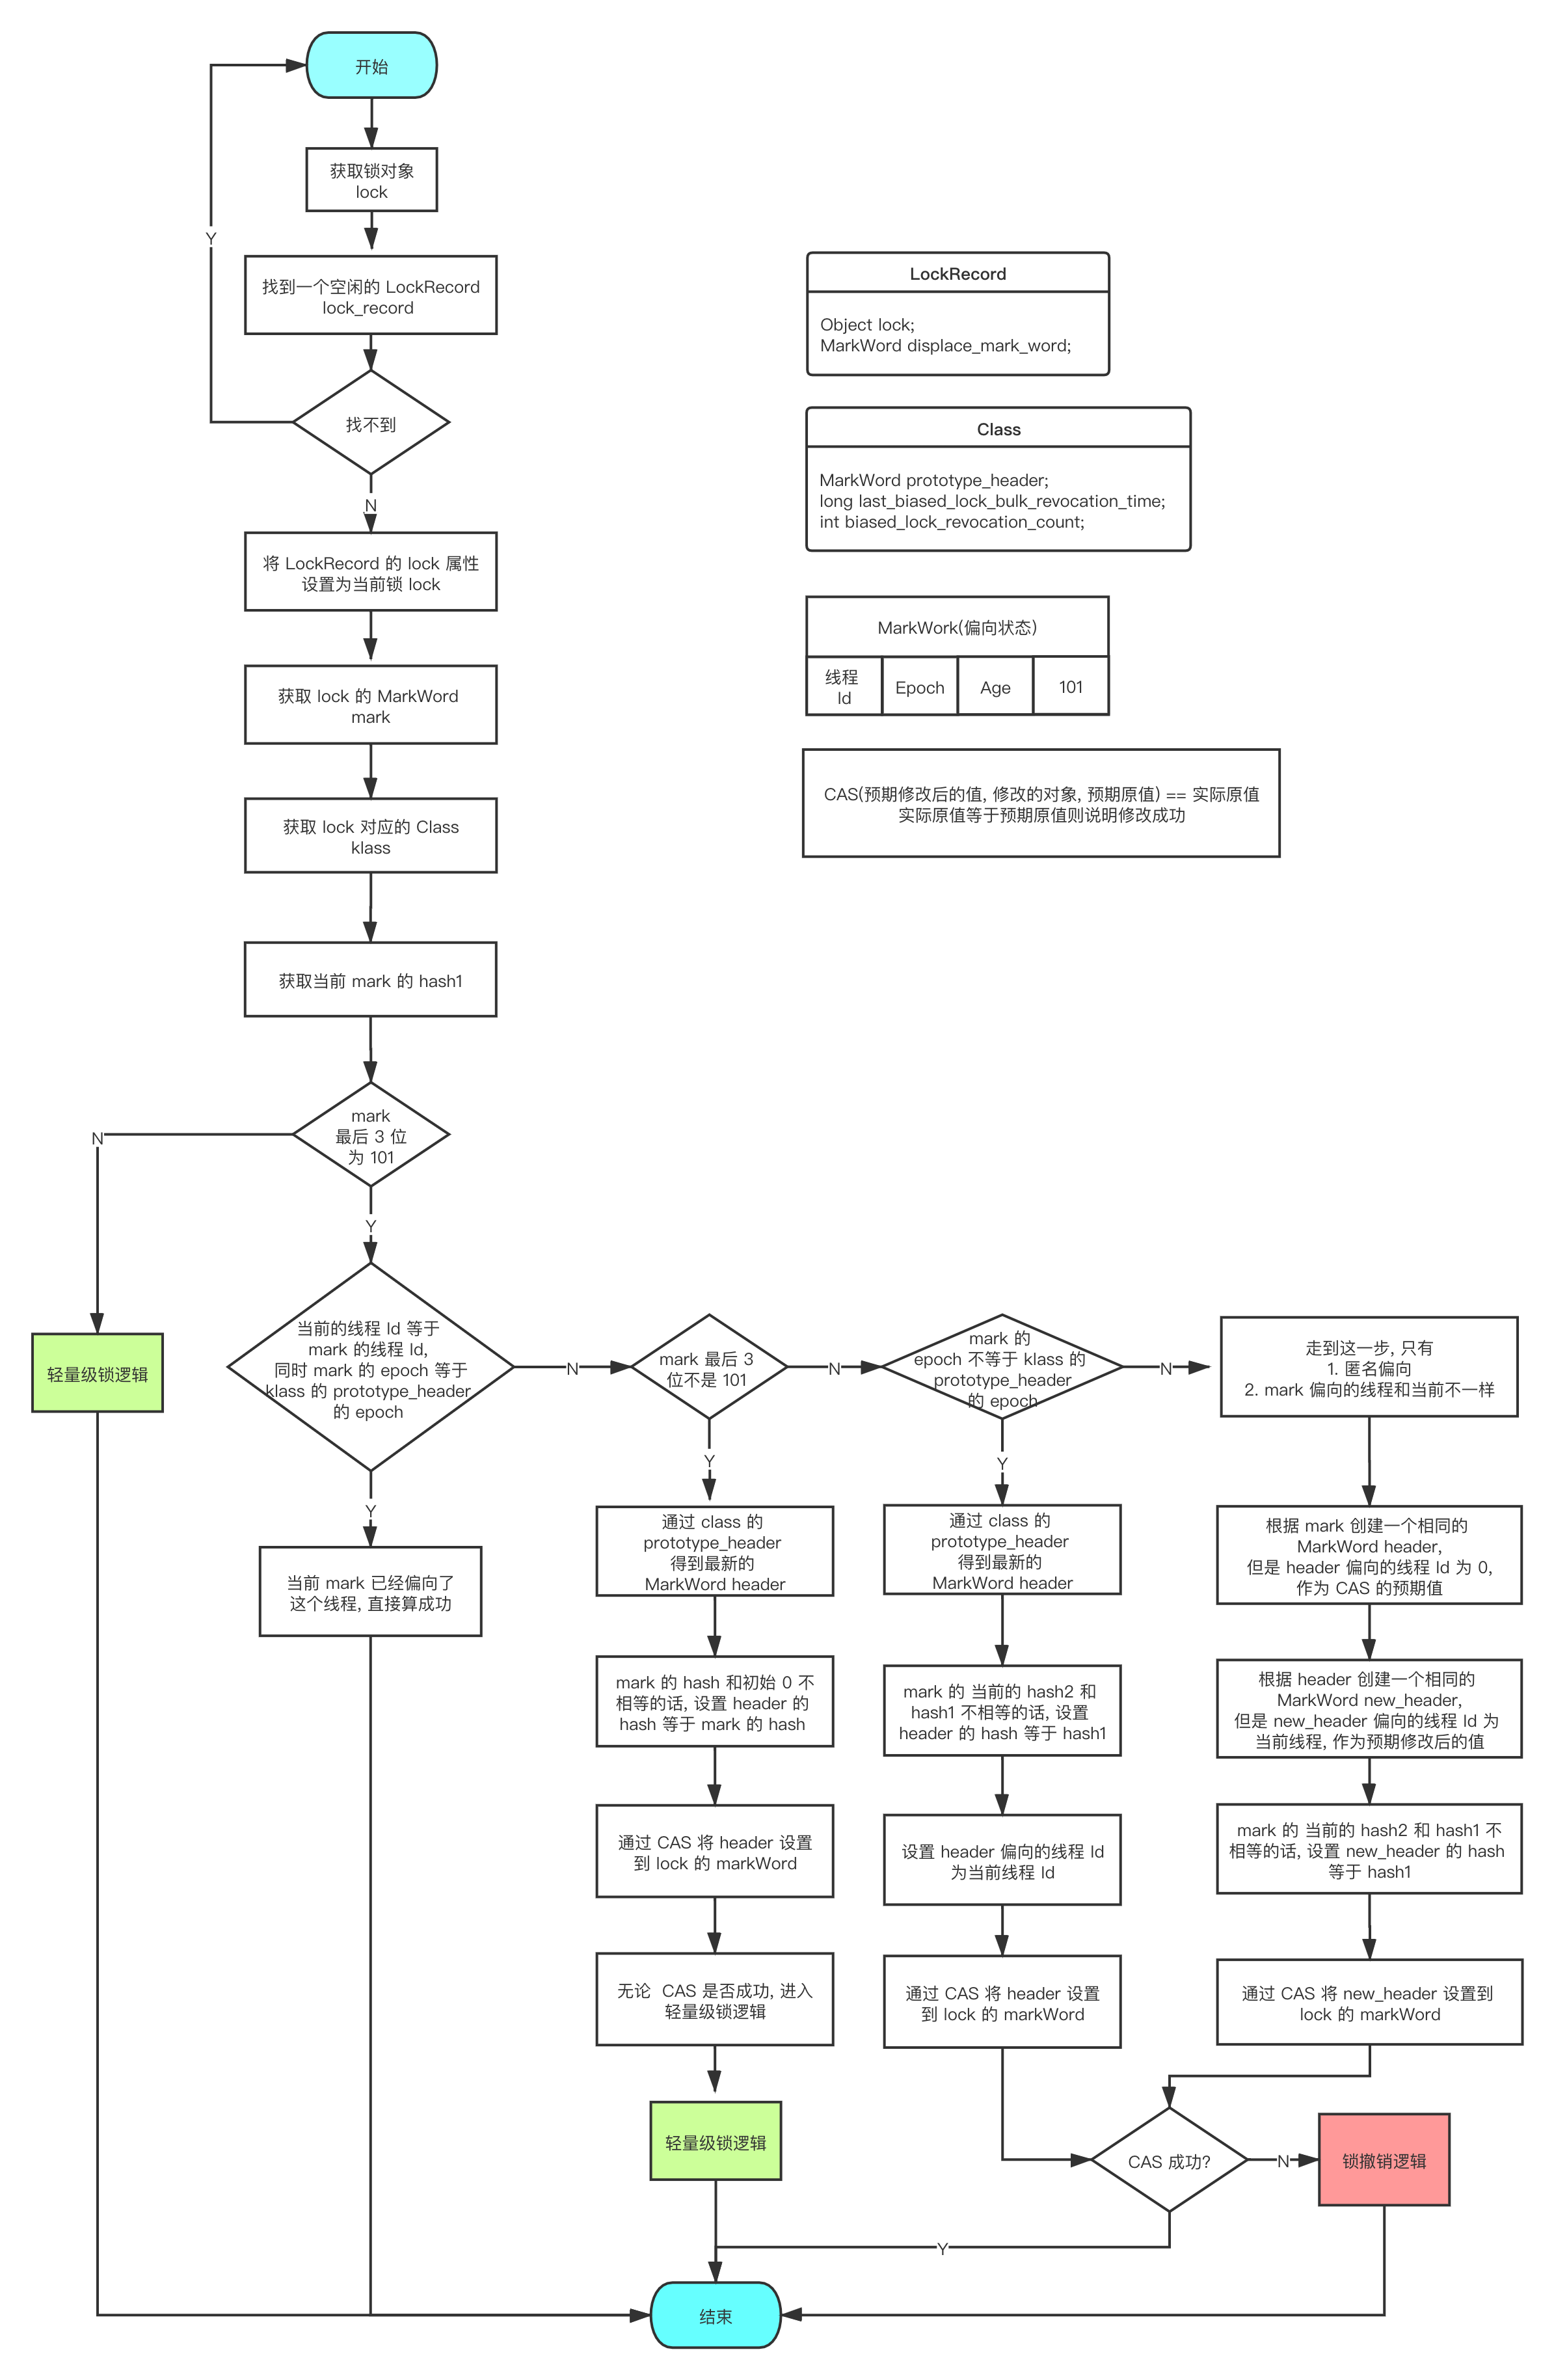 开始
获取锁对象
lock
找到一个空闲的 LockRecord
lock_record
找不到
Y
N
将 LockRecord 的 lock 属性
设置为当前锁 lock
获取 lock 的 MarkWord
mark
获取 lock 对应的 Class
klass
获取当前 mark 的 hash1
mark
最后 3 位
为 101
N
Y
轻量级锁逻辑
LockRecord
Object lock;
MarkWord displace_mark_word;
Class
MarkWord prototype_header;
long last_biased_lock_bulk_revocation_time;
int biased_lock_revocation_count;
MarkWork(偏向状态)
线程
Id
Epoch
Age
101
CAS(预期修改后的值, 修改的对象, 预期原值) == 实际原值
实际原值等于预期原值则说明修改成功
当前的线程 Id 等于
mark 的线程 Id,
同时 mark 的 epoch 等于
klass 的 prototype_header
的 epoch
N
Y
当前 mark 已经偏向了
这个线程, 直接算成功
mark 最后 3
位不是 101
N
Y
通过 class 的
prototype_header
得到最新的
MarkWord header
mark 的 hash 和初始 0 不
相等的话, 设置 header 的
hash 等于 mark 的 hash
通过 CAS 将 header 设置
到 lock 的 markWord
无论 CAS 是否成功, 进入
轻量级锁逻辑
轻量级锁逻辑
mark 的
epoch 不等于 klass 的
prototype_header
的 epoch
N
Y
通过 class 的
prototype_header
得到最新的
MarkWord header
mark 的 当前的 hash2 和
hash1 不相等的话, 设置
header 的 hash 等于 hash1
设置 header 偏向的线程 Id
为当前线程 Id
通过 CAS 将 header 设置
到 lock 的 markWord
走到这一步, 只有
1. 匿名偏向
2. mark 偏向的线程和当前不一样
根据 mark 创建一个相同的
MarkWord header,
但是 header 偏向的线程 Id 为 0,
作为 CAS 的预期值
根据 header 创建一个相同的
MarkWord new_header,
但是 new_header 偏向的线程 Id 为
当前线程, 作为预期修改后的值
mark 的 当前的 hash2 和 hash1 不
相等的话, 设置 new_header 的 hash
等于 hash1
通过 CAS 将 new_header 设置到
lock 的 markWord
CAS 成功?
N
锁撤销逻辑
Y
结束